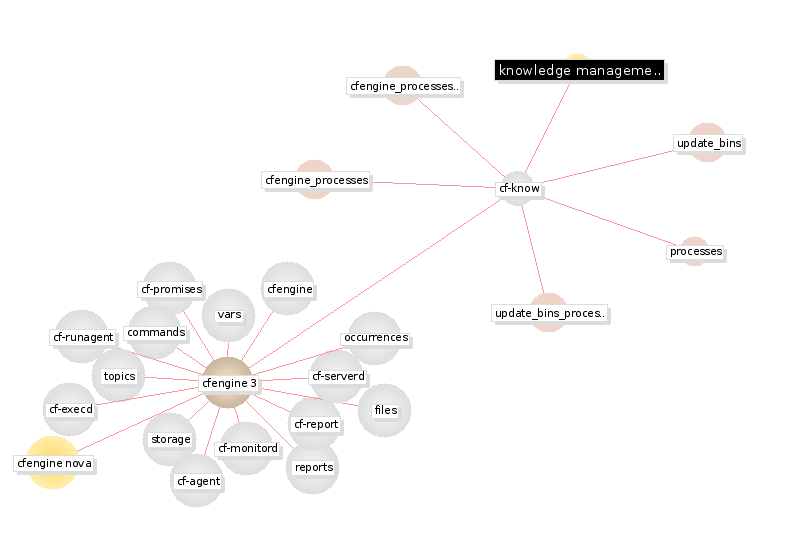 knowledge manageme..
cfengine_processes..
update_bins
cfengine_processes
cf-know
processes
update_bins_proces..
cf-promises
cfengine
vars
commands
cf-runagent
occurrences
topics
cfengine 3
cf-serverd
cf-execd
files
cf-report
storage
cf-monitord
cfengine nova
reports
cf-agent